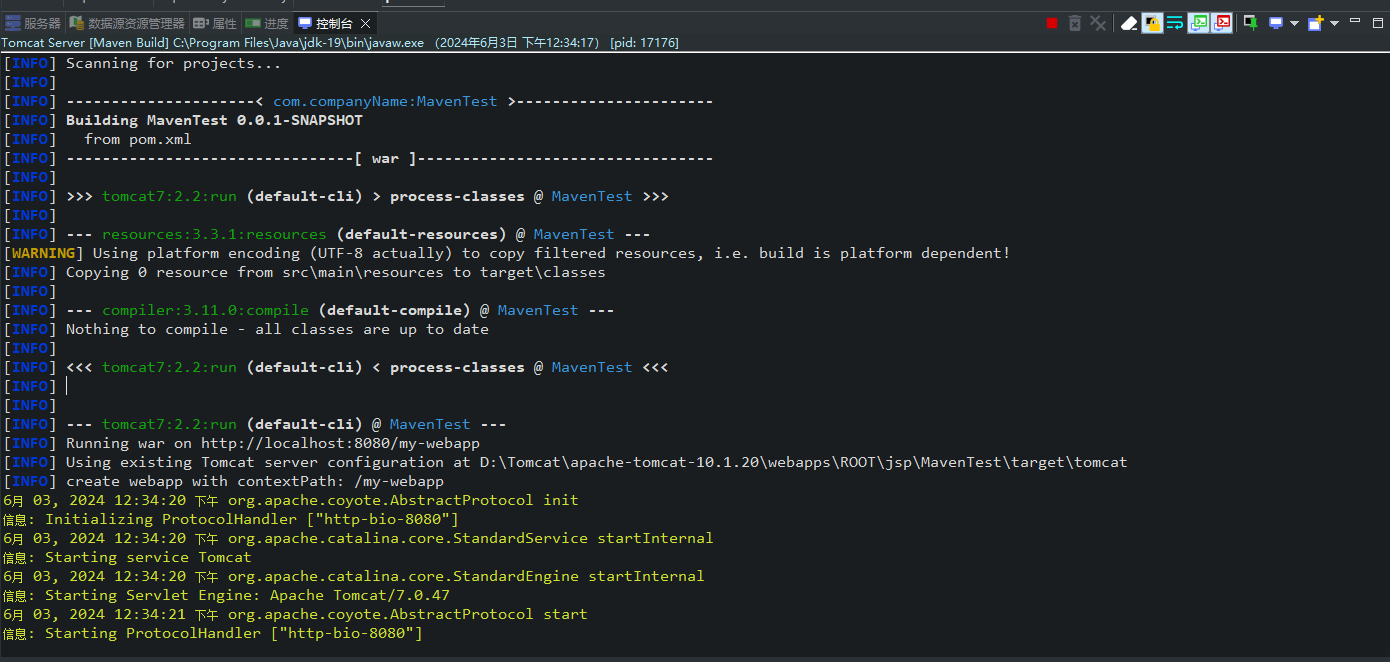 服务器 数据源资源管理器 属性 进度 控制台
Tomcat Server [Maven Build] C:\Program Files\Java\jdk-19\bin\javaw.exe （2024年6月3日 下午12:34:17） [pid: 17176]
[INFO] Scanning for projects...
[INFO]
[INFO] ---------------------< com.companyName:MavenTest >----------------------
[INFO] Building MavenTest 0.0.1-SNAPSHOT
[INFO]   from pom.xml
[INFO] --------------------------------[ war ]---------------------------------
[INFO]
[INFO] >>> tomcat7:2.2:run (default-cli) > process-classes @ MavenTest >>>
[INFO]
[INFO] --- resources:3.3.1:resources (default-resources) @ MavenTest ---
[WARNING] Using platform encoding (UTF-8 actually) to copy filtered resources, i.e. build is platform dependent!
[INFO] Copying 0 resource from src\main\resources to target\classes
[INFO]
[INFO] --- compiler:3.11.0:compile (default-compile) @ MavenTest ---
[INFO] Nothing to compile - all classes are up to date
[INFO]
[INFO] <<< tomcat7:2.2:run (default-cli) < process-classes @ MavenTest <<<
[INFO]
[INFO]
[INFO] --- tomcat7:2.2:run (default-cli) @ MavenTest ---
[INFO] Running war on http://localhost:8080/my-webapp
[INFO] Using existing Tomcat server configuration at D:\Tomcat\apache-tomcat-10.1.20\webapps\ROOT\jsp\MavenTest\target\tomcat
[INFO] create webapp with contextPath: /my-webapp
6月 03, 2024 12:34:20 下午 org.apache.coyote.AbstractProtocol init
信息: Initializing ProtocolHandler ["http-bio-8080"]
6月 03, 2024 12:34:20 下午 org.apache.catalina.core.StandardService startInternal
信息: Starting service Tomcat
6月 03, 2024 12:34:20 下午 org.apache.catalina.core.StandardEngine startInternal
信息: Starting Servlet Engine: Apache Tomcat/7.0.47
6月 03, 2024 12:34:21 下午 org.apache.coyote.AbstractProtocol start
信息: Starting ProtocolHandler ["http-bio-8080"]